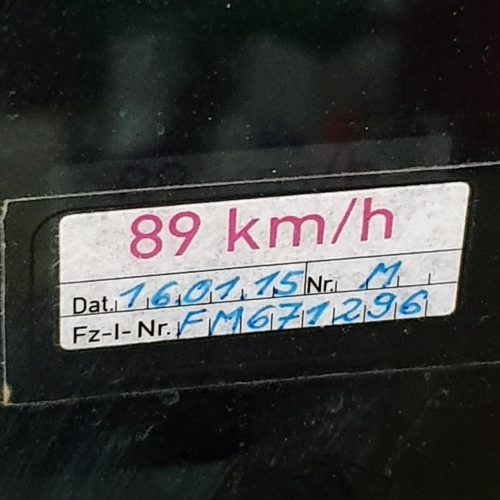 89 km/h
Dat. 16.01.15 Nr. M
Fz-I-Nr. FM671296